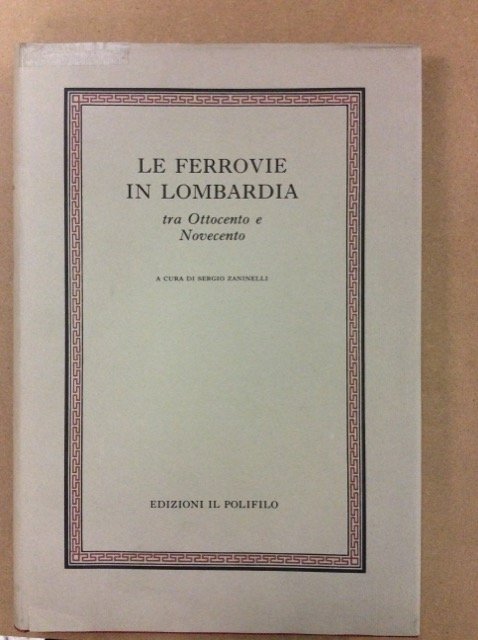 LE FERROVIE
IN LOMBARDIA
tra Ottocento e
Novecento
A CURA DI SERGIO ZANINELLI
EDIZIONI IL POLIFILO